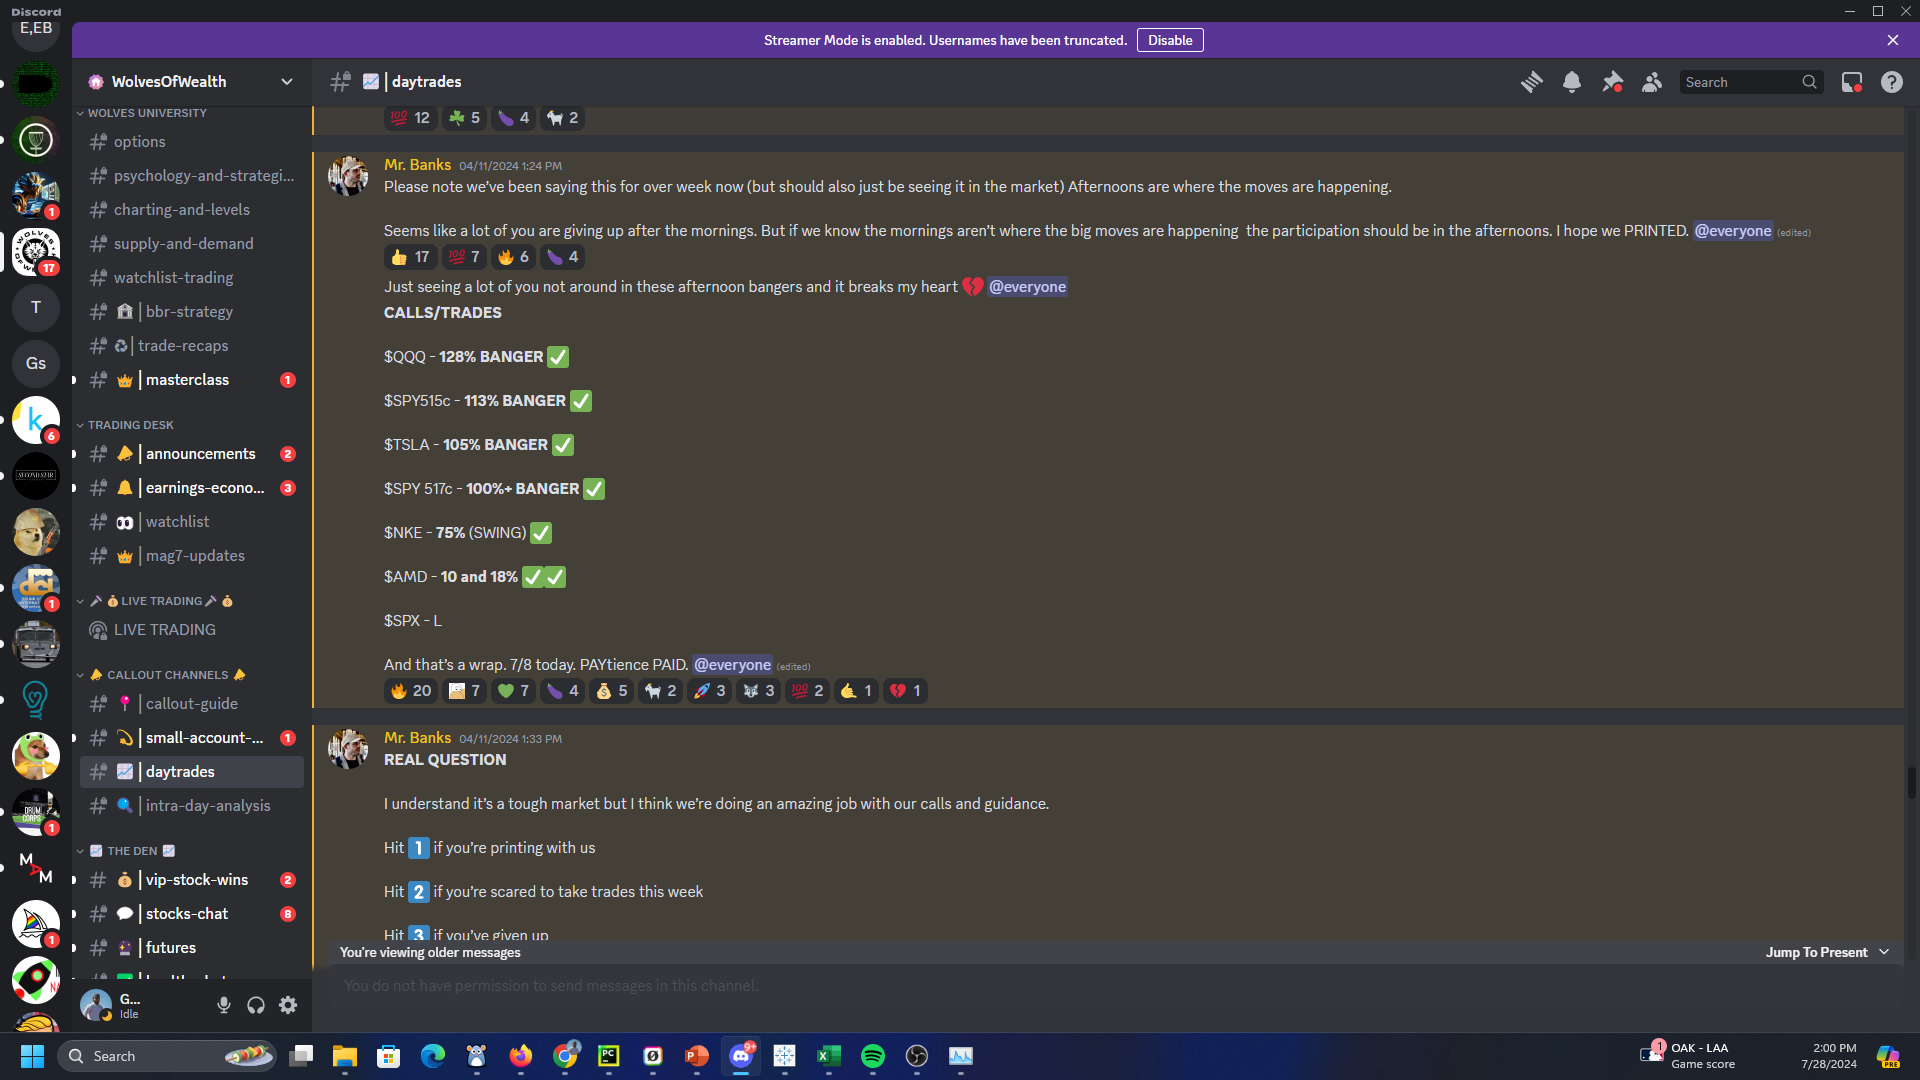 Discord
Streamer Mode is enabled. Usernames have been truncated. Disable
E,EB
WOLVES OF W
T
Gs
k
SECOND STAR
dci
DRUM CORPS
M A M
1
17
6
1
1
1
WolvesOfWealth
WOLVES UNIVERSITY
options
psychology-and-strategi...
charting-and-levels
supply-and-demand
watchlist-trading
| bbr-strategy
| trade-recaps
| masterclass 1
TRADING DESK
| announcements 2
| earnings-econo... 3
| watchlist
| mag7-updates
LIVE TRADING
LIVE TRADING
CALLOUT CHANNELS
| callout-guide
| small-account-... 1
| daytrades
| intra-day-analysis
THE DEN
| vip-stock-wins 2
| stocks-chat 8
| futures
G...
Idle
| daytrades
Search
💯 12 ☘️ 5 🍆 4 🐐 2
Mr. Banks 04/11/2024 1:24 PM
Please note we've been saying this for over week now (but should also just be seeing it in the market) Afternoons are where the moves are happening.
Seems like a lot of you are giving up after the mornings. But if we know the mornings aren't where the big moves are happening the participation should be in the afternoons. I hope we PRINTED. @everyone (edited)
👍 17 💯 7 🔥 6 🍆 4
Just seeing a lot of you not around in these afternoon bangers and it breaks my heart 💔 @everyone
CALLS/TRADES
$QQQ - 128% BANGER ✅
$SPY515c - 113% BANGER ✅
$TSLA - 105% BANGER ✅
$SPY 517c - 100%+ BANGER ✅
$NKE - 75% (SWING) ✅
$AMD - 10 and 18% ✅✅
$SPX - L
And that's a wrap. 7/8 today. PAYtience PAID. @everyone (edited)
20 7 7 4 5 2 3 3 2 1 1
Mr. Banks 04/11/2024 1:33 PM
REAL QUESTION
I understand it's a tough market but I think we're doing an amazing job with our calls and guidance.
Hit 1 if you're printing with us
Hit 2 if you're scared to take trades this week
Hit 3 if you've given up
You're viewing older messages Jump To Present
You do not have permission to send messages in this channel.
Search
PC
9+
1
OAK - LAA
Game score
2:00 PM
7/28/2024
PRE